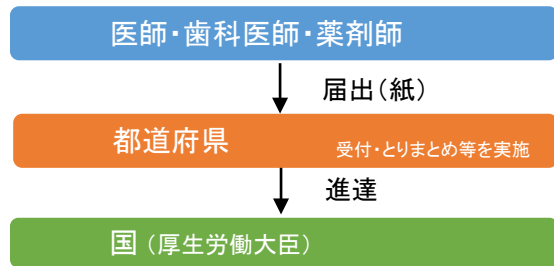 医師・歯科医師・薬剤師
届出（紙）
都道府県 受付・とりまとめ等を実施
進達
国（厚生労働大臣）